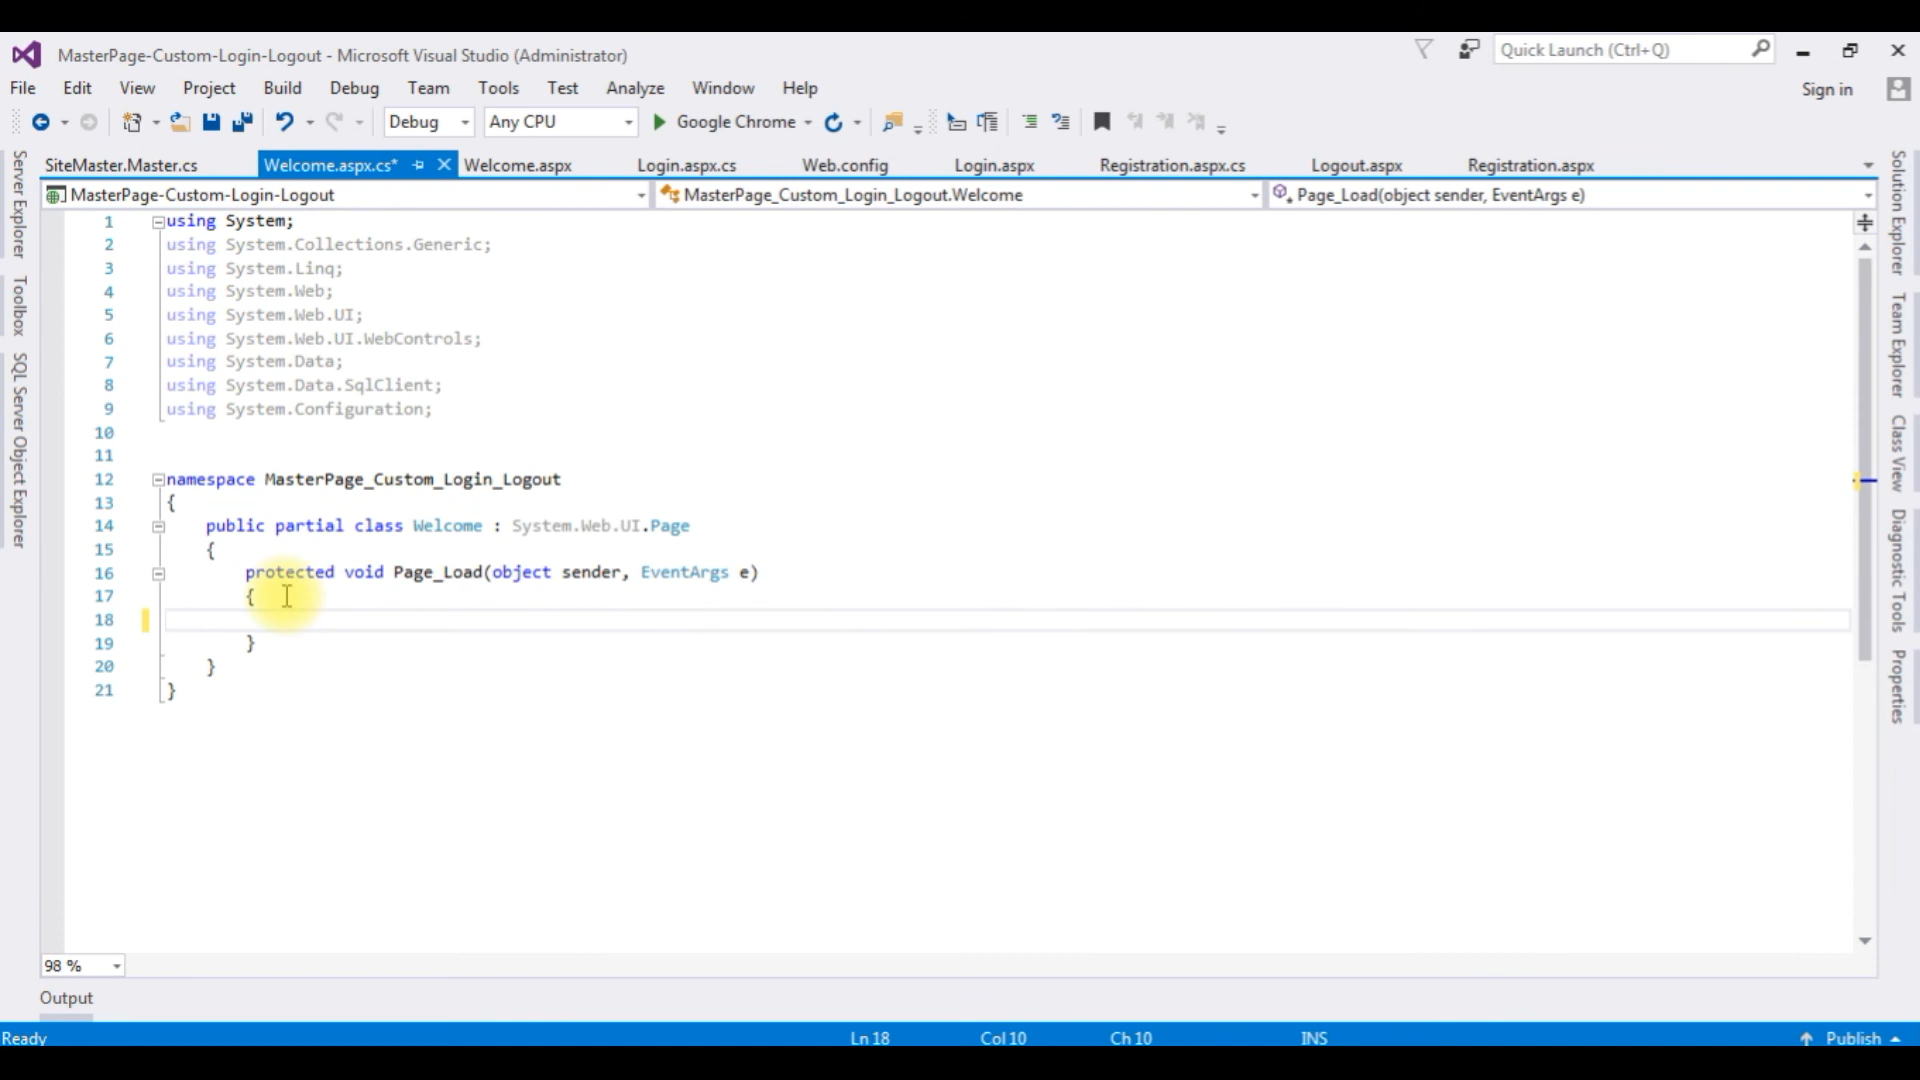 MasterPage-Custom-Login-Logout - Microsoft Visual Studio (Administrator)
Quick Launch (Ctrl+Q)
File Edit View Project Build Debug Team Tools Test Analyze Window Help
Sign in
Debug Any CPU Google Chrome
SiteMaster.Master.cs Welcome.aspx.cs* Welcome.aspx Login.aspx.cs Web.config Login.aspx Registration.aspx.cs Logout.aspx Registration.aspx
MasterPage-Custom-Login-Logout MasterPage_Custom_Login_Logout.Welcome Page_Load(object sender, EventArgs e)
Server Explorer
Toolbox
SQL Server Object Explorer
1 using System;
2 using System.Collections.Generic;
3 using System.Linq;
4 using System.Web;
5 using System.Web.UI;
6 using System.Web.UI.WebControls;
7 using System.Data;
8 using System.Data.SqlClient;
9 using System.Configuration;
10
11
12 namespace MasterPage_Custom_Login_Logout
13 {
14 public partial class Welcome : System.Web.UI.Page
15 {
16 protected void Page_Load(object sender, EventArgs e)
17 {
18
19 }
20 }
21 }
Solution Explorer
Team Explorer
Class View
Diagnostic Tools
Properties
98 %
Output
Ready Ln 18 Col 10 Ch 10 INS Publish